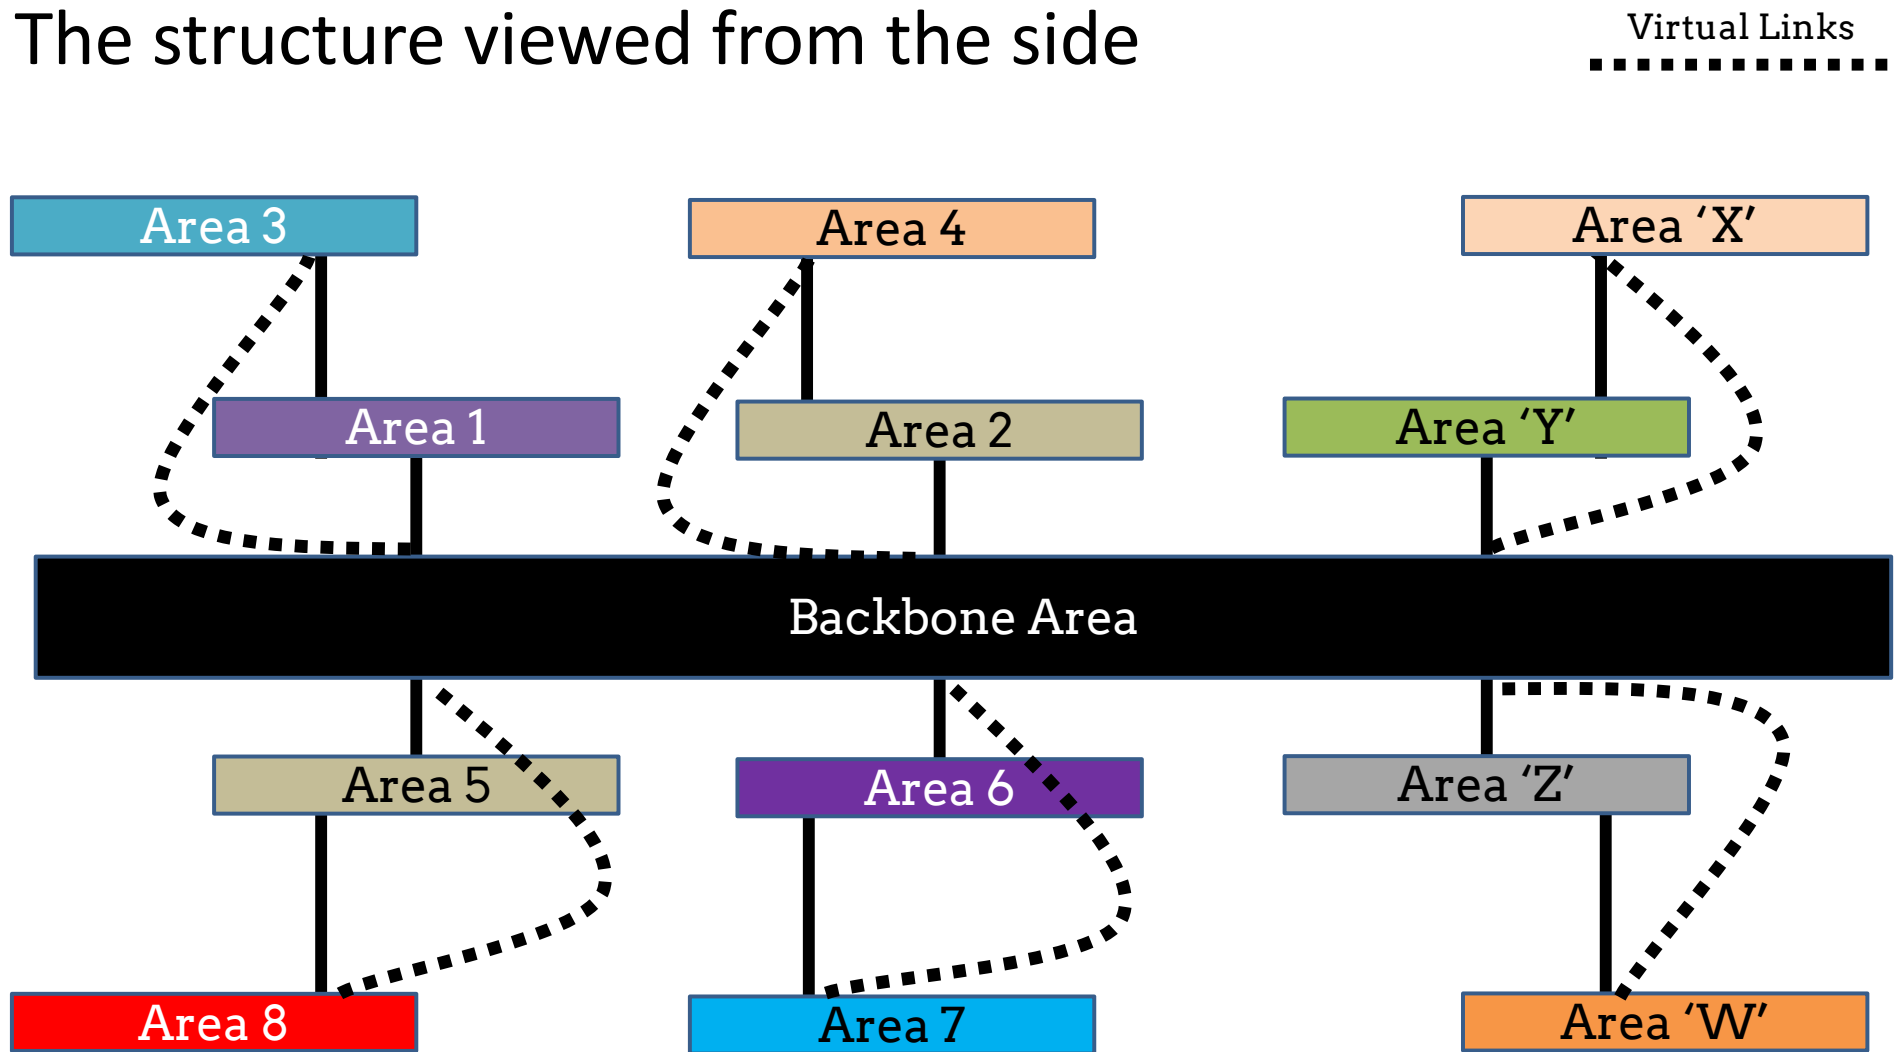 The structure viewed from the side
Virtual Links
Area 3
Area 4
Area ‘X’
Area 1
Area 2
Area ‘Y’
Backbone Area
Area 5
Area 6
Area ‘Z’
Area 8
Area 7
Area ‘W’